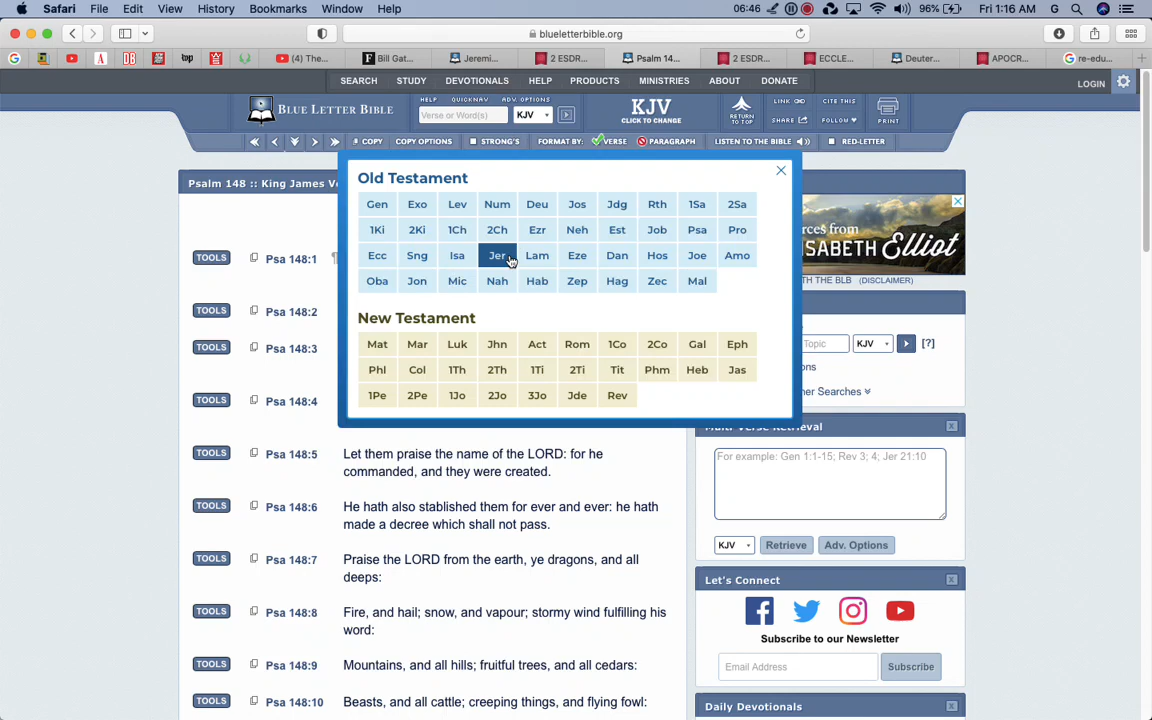 Safari File Edit View History Bookmarks Window Help 06:46 96% Fri 1:16 AM G
blueletterbible.org
(4) The... Bill Gat... Jeremi... 2 ESDR... Psalm 14... 2 ESDR... ECCLE... Deuter... APOCR... re-edu...
SEARCH STUDY DEVOTIONALS HELP PRODUCTS MINISTRIES ABOUT DONATE LOGIN
BLUE LETTER BIBLE
HELP QUICKNAV ADV. OPTIONS
Verse or Word(s) KJV
KJV
CLICK TO CHANGE
RETURN TO TOP
LINK CITE THIS
SHARE FOLLOW
PRINT
COPY COPY OPTIONS STRONG'S FORMAT BY: VERSE PARAGRAPH LISTEN TO THE BIBLE RED-LETTER
Psalm 148 :: King James Ve
Old Testament
Gen Exo Lev Num Deu Jos Jdg Rth 1Sa 2Sa
1Ki 2Ki 1Ch 2Ch Ezr Neh Est Job Psa Pro
Ecc Sng Isa Jer Lam Eze Dan Hos Joe Amo
Oba Jon Mic Nah Hab Zep Hag Zec Mal
New Testament
Mat Mar Luk Jhn Act Rom 1Co 2Co Gal Eph
Phl Col 1Th 2Th 1Ti 2Ti Tit Phm Heb Jas
1Pe 2Pe 1Jo 2Jo 3Jo Jde Rev
TOOLS Psa 148:1 ¶
TOOLS Psa 148:2
TOOLS Psa 148:3
TOOLS Psa 148:4
TOOLS Psa 148:5 Let them praise the name of the LORD: for he
commanded, and they were created.
TOOLS Psa 148:6 He hath also stablished them for ever and ever: he hath
made a decree which shall not pass.
TOOLS Psa 148:7 Praise the LORD from the earth, ye dragons, and all
deeps:
TOOLS Psa 148:8 Fire, and hail; snow, and vapour; stormy wind fulfilling his
word:
TOOLS Psa 148:9 Mountains, and all hills; fruitful trees, and all cedars:
TOOLS Psa 148:10 Beasts, and all cattle; creeping things, and flying fowl:
rces from
ISABETH Elliot
TH THE BLB (DISCLAIMER)
Topic KJV [?]
ons
her Searches
Multi-Verse Retrieval
For example: Gen 1:1-15; Rev 3; 4; Jer 21:10
KJV Retrieve Adv. Options
Let's Connect
Subscribe to our Newsletter
Email Address Subscribe
Daily Devotionals